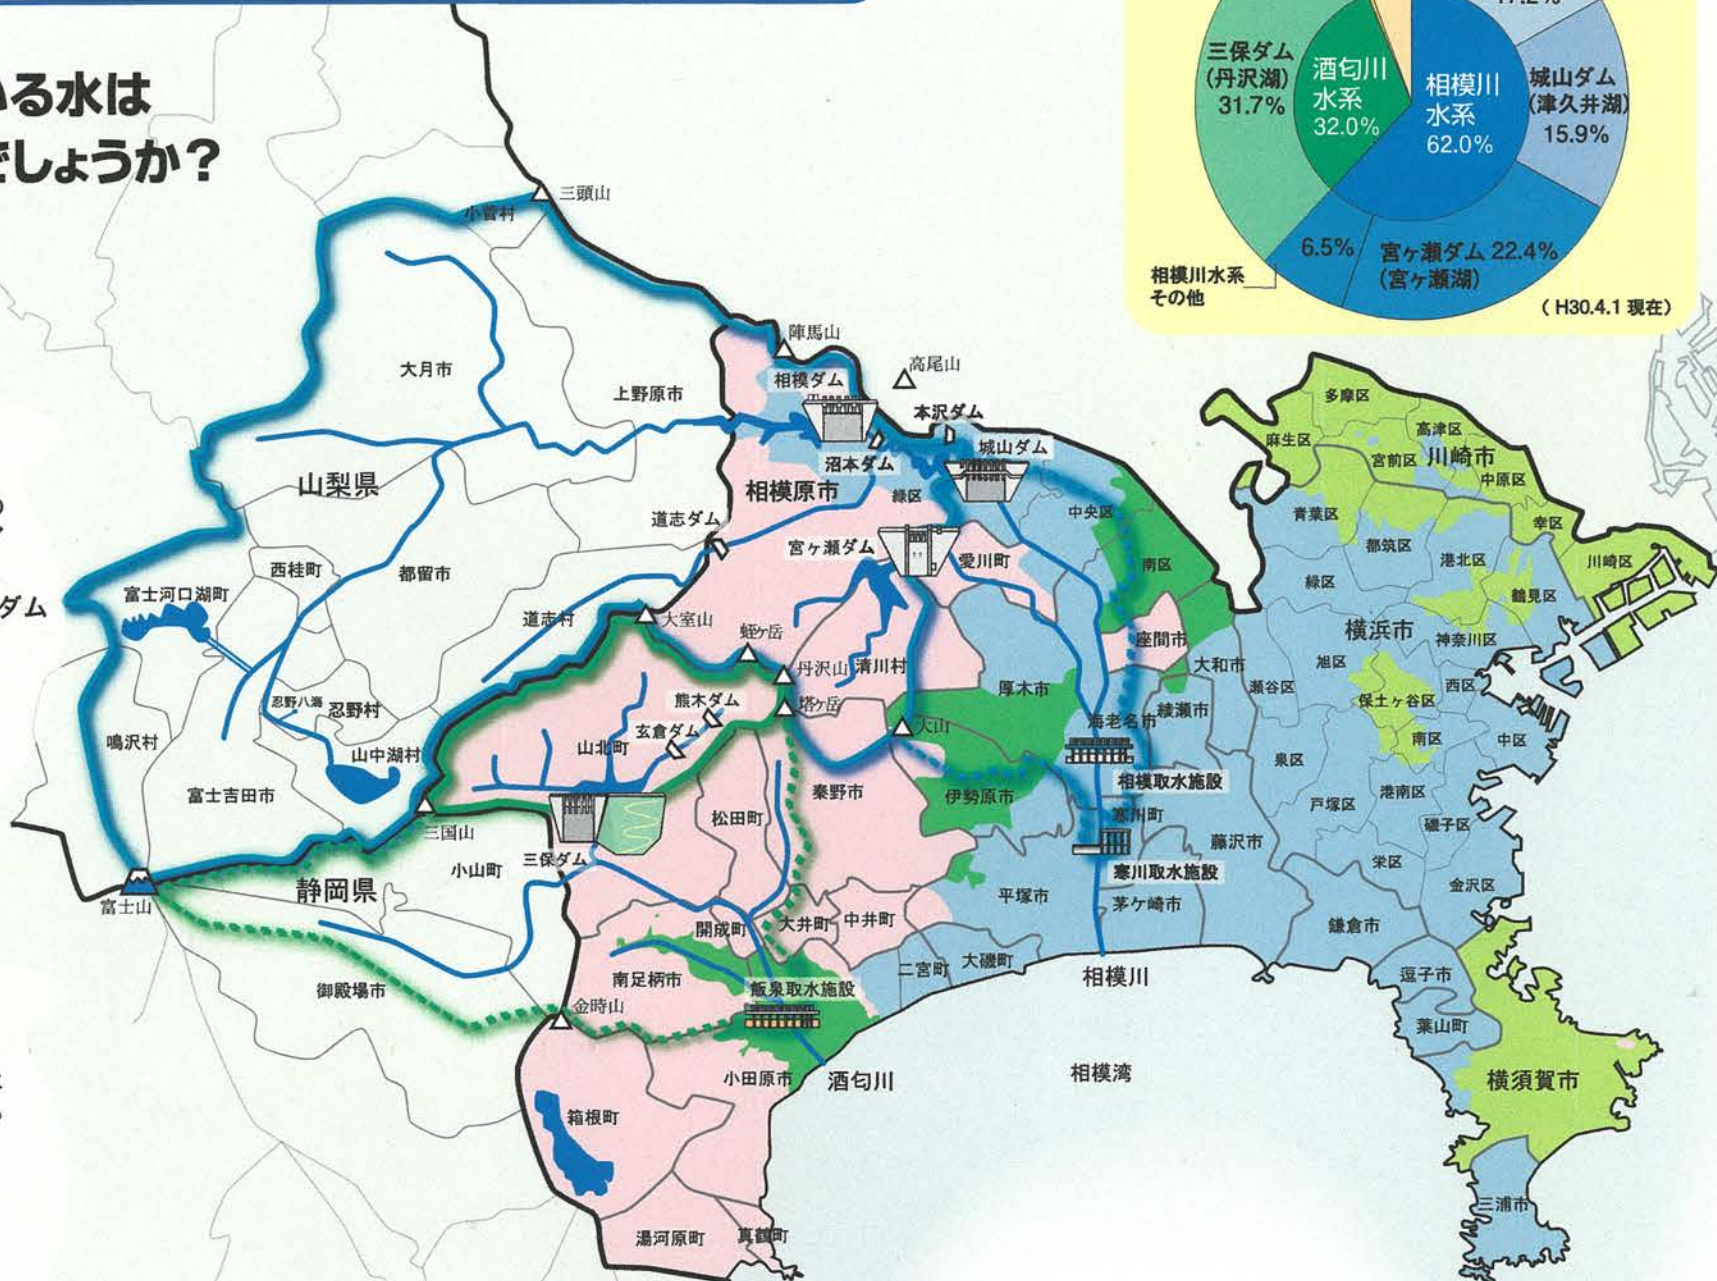 いる水は
でしょうか？
三保ダム
(丹沢湖)
31.7%
酒匂川
水系
32.0%
相模川
水系
62.0%
城山ダム
(津久井湖)
15.9%
6.5%
宮ヶ瀬ダム 22.4%
(宮ヶ瀬湖)
相模川水系
その他
( H30.4.1 現在)
三頭山
小菅村
陣馬山
高尾山
相模ダム
大月市
上野原市
本沢ダム
城山ダム
沼本ダム
山梨県
相模原市
緑区
中央区
道志ダム
宮ヶ瀬ダム
愛川町
南区
西桂町
都留市
富士河口湖町
ダム
道志村
大室山
蛭ヶ岳
丹沢山
清川村
座間市
大和市
厚木市
熊木ダム
塔ヶ岳
忍野八海
忍野村
玄倉ダム
大山
海老名市
綾瀬市
鳴沢村
山中湖村
山北町
相模取水施設
富士吉田市
秦野市
伊勢原市
松田町
寒川町
三国山
小山町
三保ダム
藤沢市
寒川取水施設
静岡県
富士山
平塚市
茅ケ崎市
開成町
大井町
中井町
二宮町
大磯町
相模川
南足柄市
飯泉取水施設
御殿場市
金時山
小田原市
酒匂川
相模湾
箱根町
湯河原町
真鶴町
多摩区
麻生区
高津区
宮前区
川崎市
中原区
青葉区
幸区
都筑区
港北区
川崎区
緑区
鶴見区
横浜市
神奈川区
旭区
瀬谷区
西区
保土ヶ谷区
南区
中区
泉区
戸塚区
港南区
磯子区
栄区
金沢区
鎌倉市
逗子市
葉山町
横須賀市
三浦市